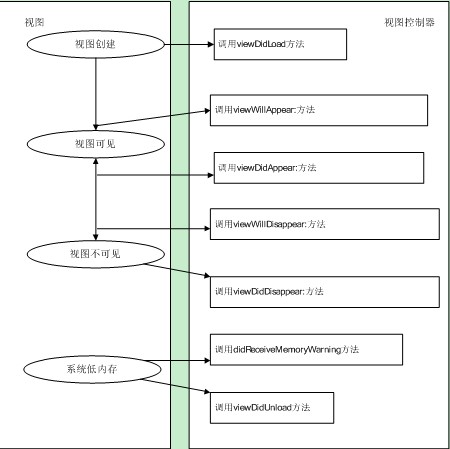 视图
视图控制器
视图创建
调用viewDidLoad方法
调用viewWillAppear:方法
视图可见
调用viewDidAppear:方法
调用viewWillDisappear:方法
视图不可见
调用viewDidDisappear:方法
调用didReceiveMemoryWarning方法
系统低内存
调用viewDidUnload方法